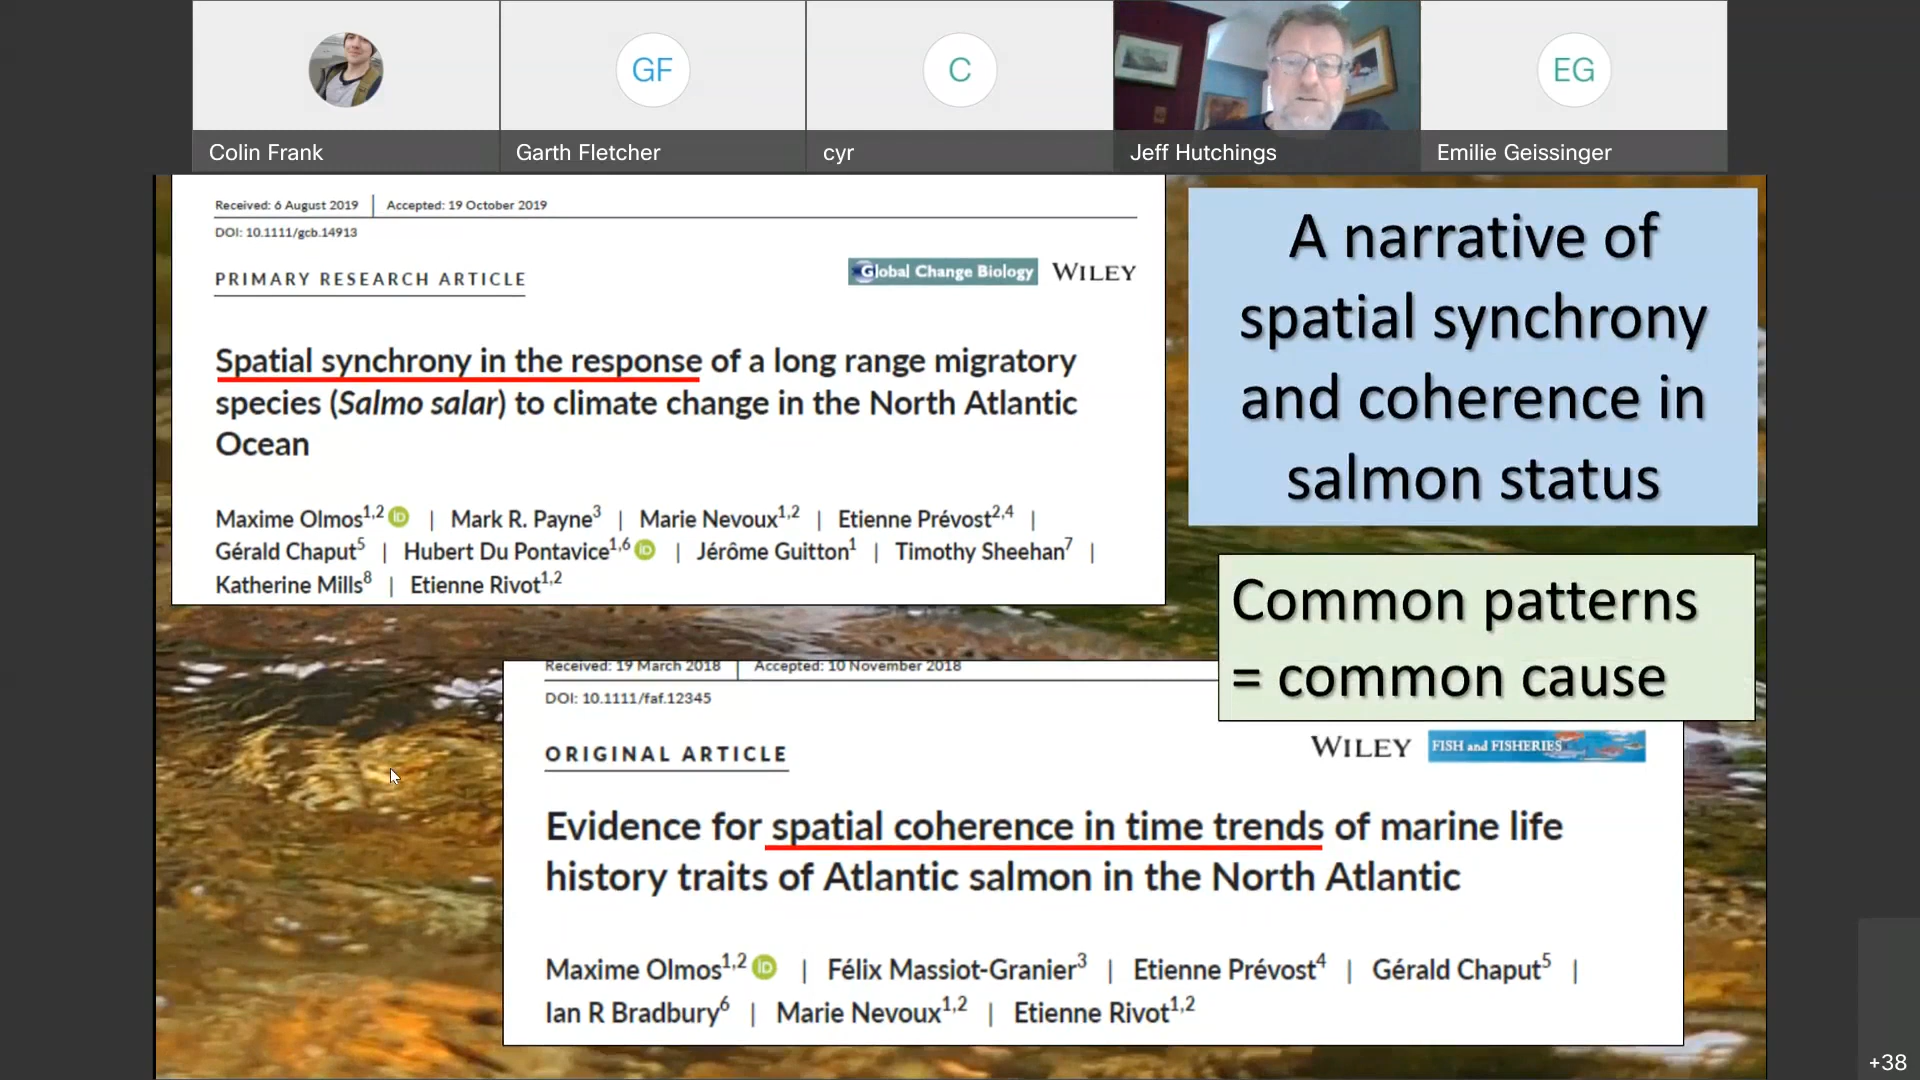 GF
C
EG
Colin Frank
Garth Fletcher
cyr
Jeff Hutchings
Emilie Geissinger
Received: 6 August 2019 | Accepted: 19 October 2019
DOI: 10.1111/gcb.14913
PRIMARY RESEARCH ARTICLE
Global Change Biology WILEY
Spatial synchrony in the response of a long range migratory
species (Salmo salar) to climate change in the North Atlantic
Ocean
Maxime Olmos1,2 iD | Mark R. Payne3 | Marie Nevoux1,2 | Etienne Prévost2,4 |
Gérald Chaput5 | Hubert Du Pontavice1,6 iD | Jérôme Guitton1 | Timothy Sheehan7 |
Katherine Mills8 | Etienne Rivot1,2
A narrative of
spatial synchrony
and coherence in
salmon status
Common patterns
= common cause
Received: 19 March 2018 | Accepted: 10 November 2018
DOI: 10.1111/faf.12345
ORIGINAL ARTICLE
WILEY FISH and FISHERIES
Evidence for spatial coherence in time trends of marine life
history traits of Atlantic salmon in the North Atlantic
Maxime Olmos1,2 iD | Félix Massiot-Granier3 | Etienne Prévost4 | Gérald Chaput5 |
Ian R Bradbury6 | Marie Nevoux1,2 | Etienne Rivot1,2
+38